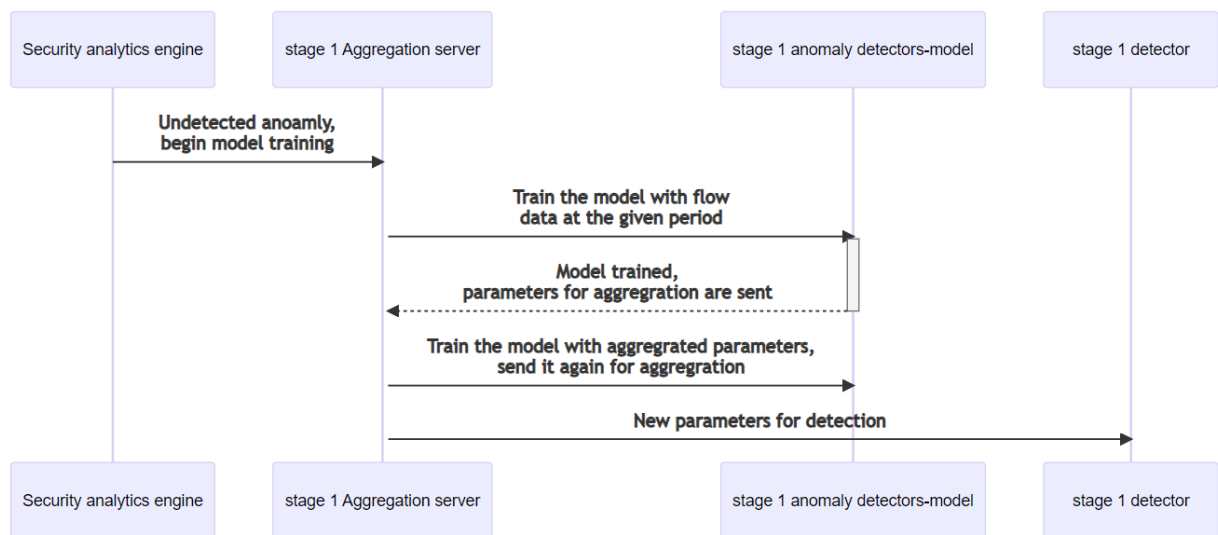 Security analytics engine
stage 1 Aggregation server
stage 1 anomaly detectors-model
stage 1 detector
Undetected anoamly,
begin model training
Train the model with flow
data at the given period
Model trained,
parameters for aggregration are sent
Train the model with aggregrated parameters,
send it again for aggregration
New parameters for detection
Security analytics engine
stage 1 Aggregation server
stage 1 anomaly detectors-model
stage 1 detector